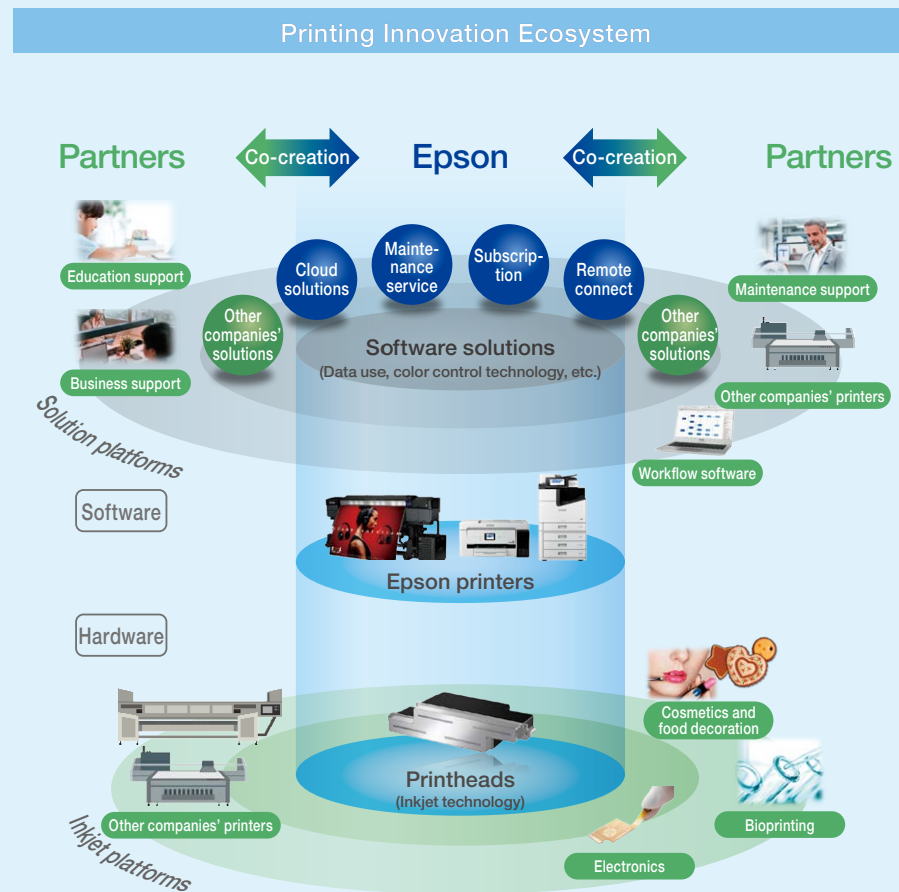 Printing Innovation Ecosystem
Partners
Co-creation
Epson
Co-creation
Partners
Education support
Business support
Other
companies'
solutions
Cloud
solutions
Mainte-
nance
service
Subscrip-
tion
Remote
connect
Other
companies'
solutions
Maintenance support
Other companies' printers
Workflow software
Software solutions
(Data use, color control technology, etc.)
Solution platforms
Software
Epson printers
Hardware
Cosmetics and
food decoration
Printheads
(Inkjet technology)
Other companies' printers
Bioprinting
Electronics
Inkjet platforms